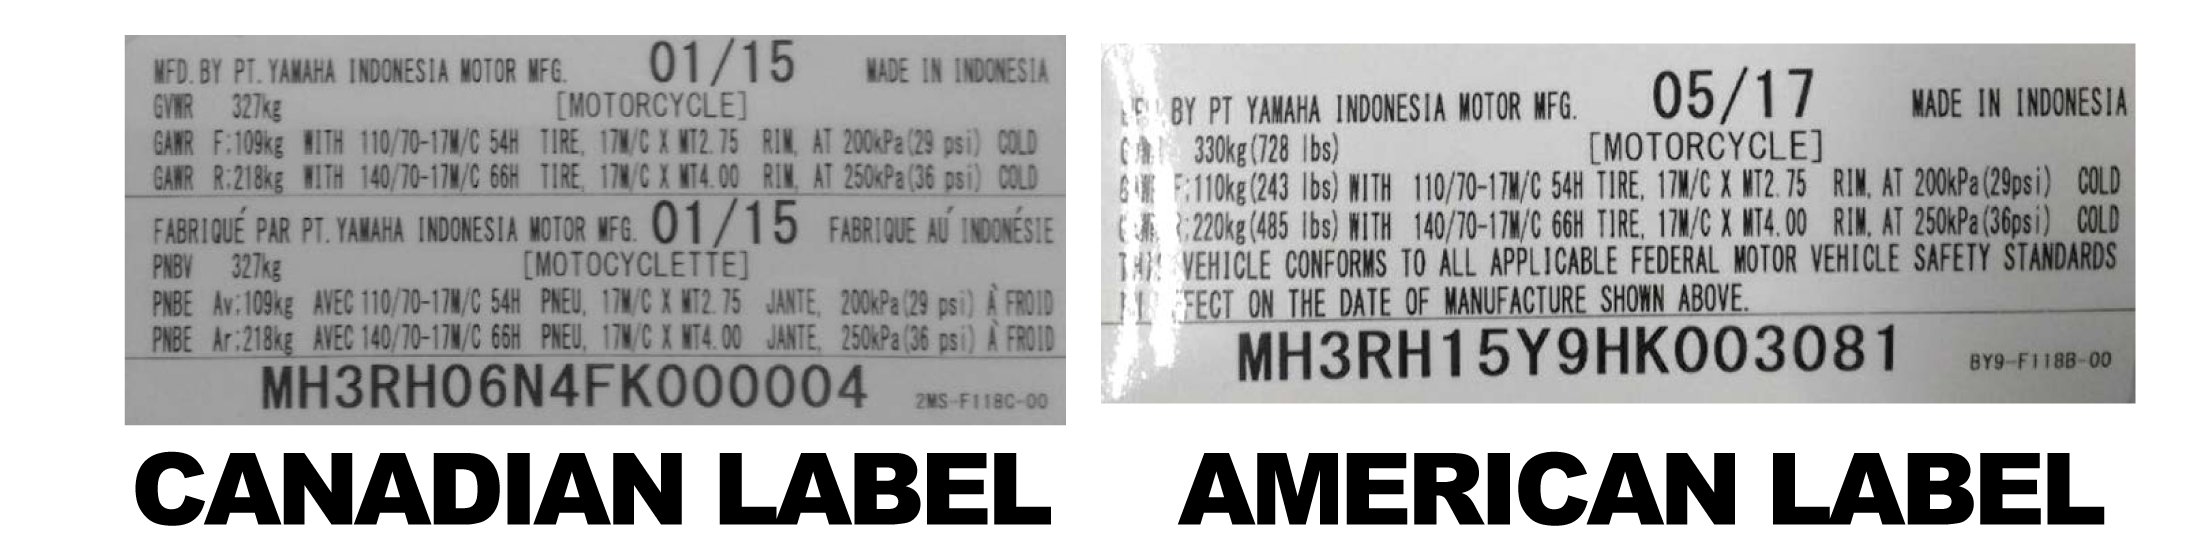 MFD. BY PT. YAMAHA INDONESIA MOTOR MFG. 01/15 MADE IN INDONESIA
GVWR 327kg [MOTORCYCLE]
GAWR F:109kg WITH 110/70-17M/C 54H TIRE, 17M/C X MT2.75 RIM, AT 200kPa(29 psi) COLD
GAWR R:218kg WITH 140/70-17M/C 66H TIRE, 17M/C X MT4.00 RIM, AT 250kPa(36 psi) COLD
FABRIQUÉ PAR PT. YAMAHA INDONESIA MOTOR MFG. 01/15 FABRIQUE AÚ INDONÉSIE
PNBV 327kg [MOTOCYCLETTE]
PNBE Av:109kg AVEC 110/70-17M/C 54H PNEU, 17M/C X MT2.75 JANTE, 200kPa(29 psi) À FROID
PNBE Ar:218kg AVEC 140/70-17M/C 66H PNEU, 17M/C X MT4.00 JANTE, 250kPa(36 psi) À FROID
MH3RH06N4FK000004 2MS-F118C-00
CANADIAN LABEL
BY PT YAMAHA INDONESIA MOTOR MFG. 05/17 MADE IN INDONESIA
330kg(728 lbs) [MOTORCYCLE]
F:110kg(243 lbs) WITH 110/70-17M/C 54H TIRE, 17M/C X MT2.75 RIM, AT 200kPa(29psi) COLD
R:220kg(485 lbs) WITH 140/70-17M/C 66H TIRE, 17M/C X MT4.00 RIM, AT 250kPa(36psi) COLD
THIS VEHICLE CONFORMS TO ALL APPLICABLE FEDERAL MOTOR VEHICLE SAFETY STANDARDS
EFFECT ON THE DATE OF MANUFACTURE SHOWN ABOVE.
MH3RH15Y9HK003081 BY9-F118B-00
AMERICAN LABEL